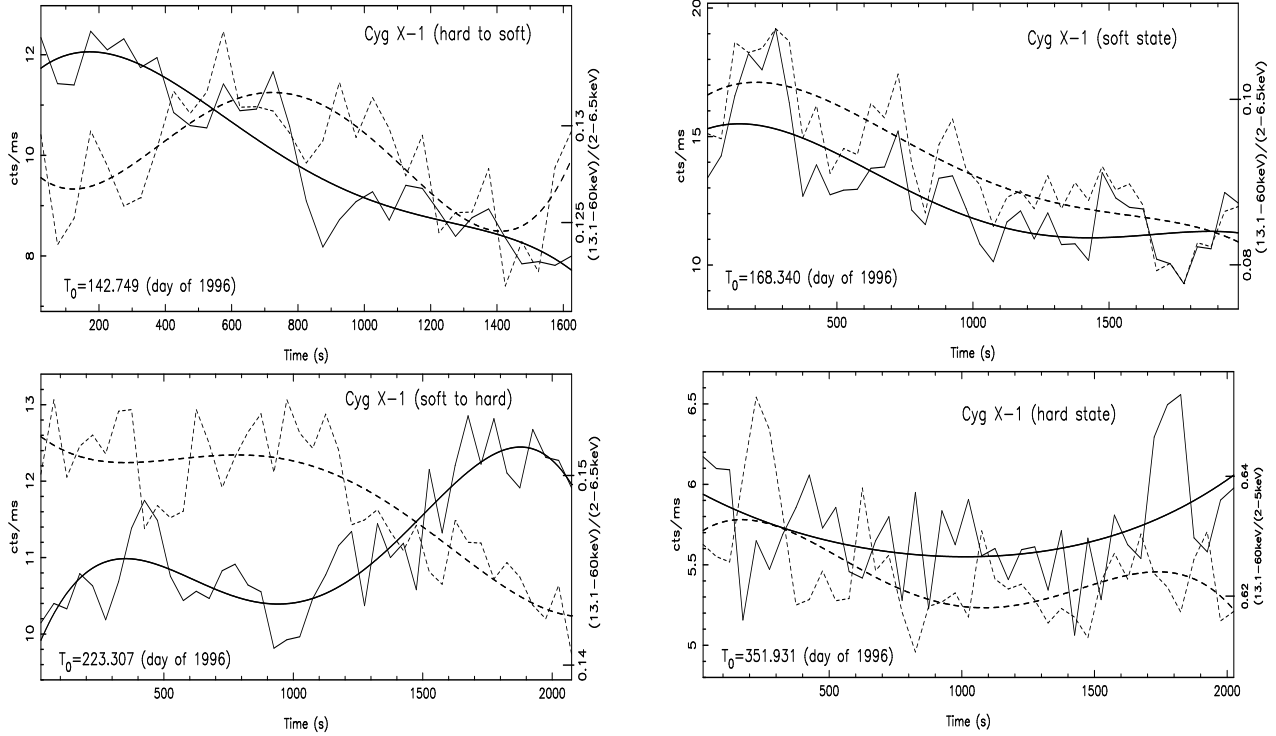 Cyg X−1 (hard to soft)
12
10
8
cts/ms
0.13
0.125
(13.1−60keV)/(2−6.5keV)
T0=142.749 (day of 1996)
200 400 600 800 1000 1200 1400 1600
Time (s)
Cyg X−1 (soft state)
20
15
10
cts/ms
0.10
0.08
(13.1−60keV)/(2−6.5keV)
T0=168.340 (day of 1996)
500 1000 1500
Time (s)
Cyg X−1 (soft to hard)
13
12
11
10
cts/ms
0.15
0.14
(13.1−60keV)/(2−6.5keV)
T0=223.307 (day of 1996)
500 1000 1500 2000
Time (s)
Cyg X−1 (hard state)
6.5
6
5.5
5
cts/ms
0.64
0.62
(13.1−60keV)/(2−5keV)
T0=351.931 (day of 1996)
500 1000 1500 2000
Time (s)